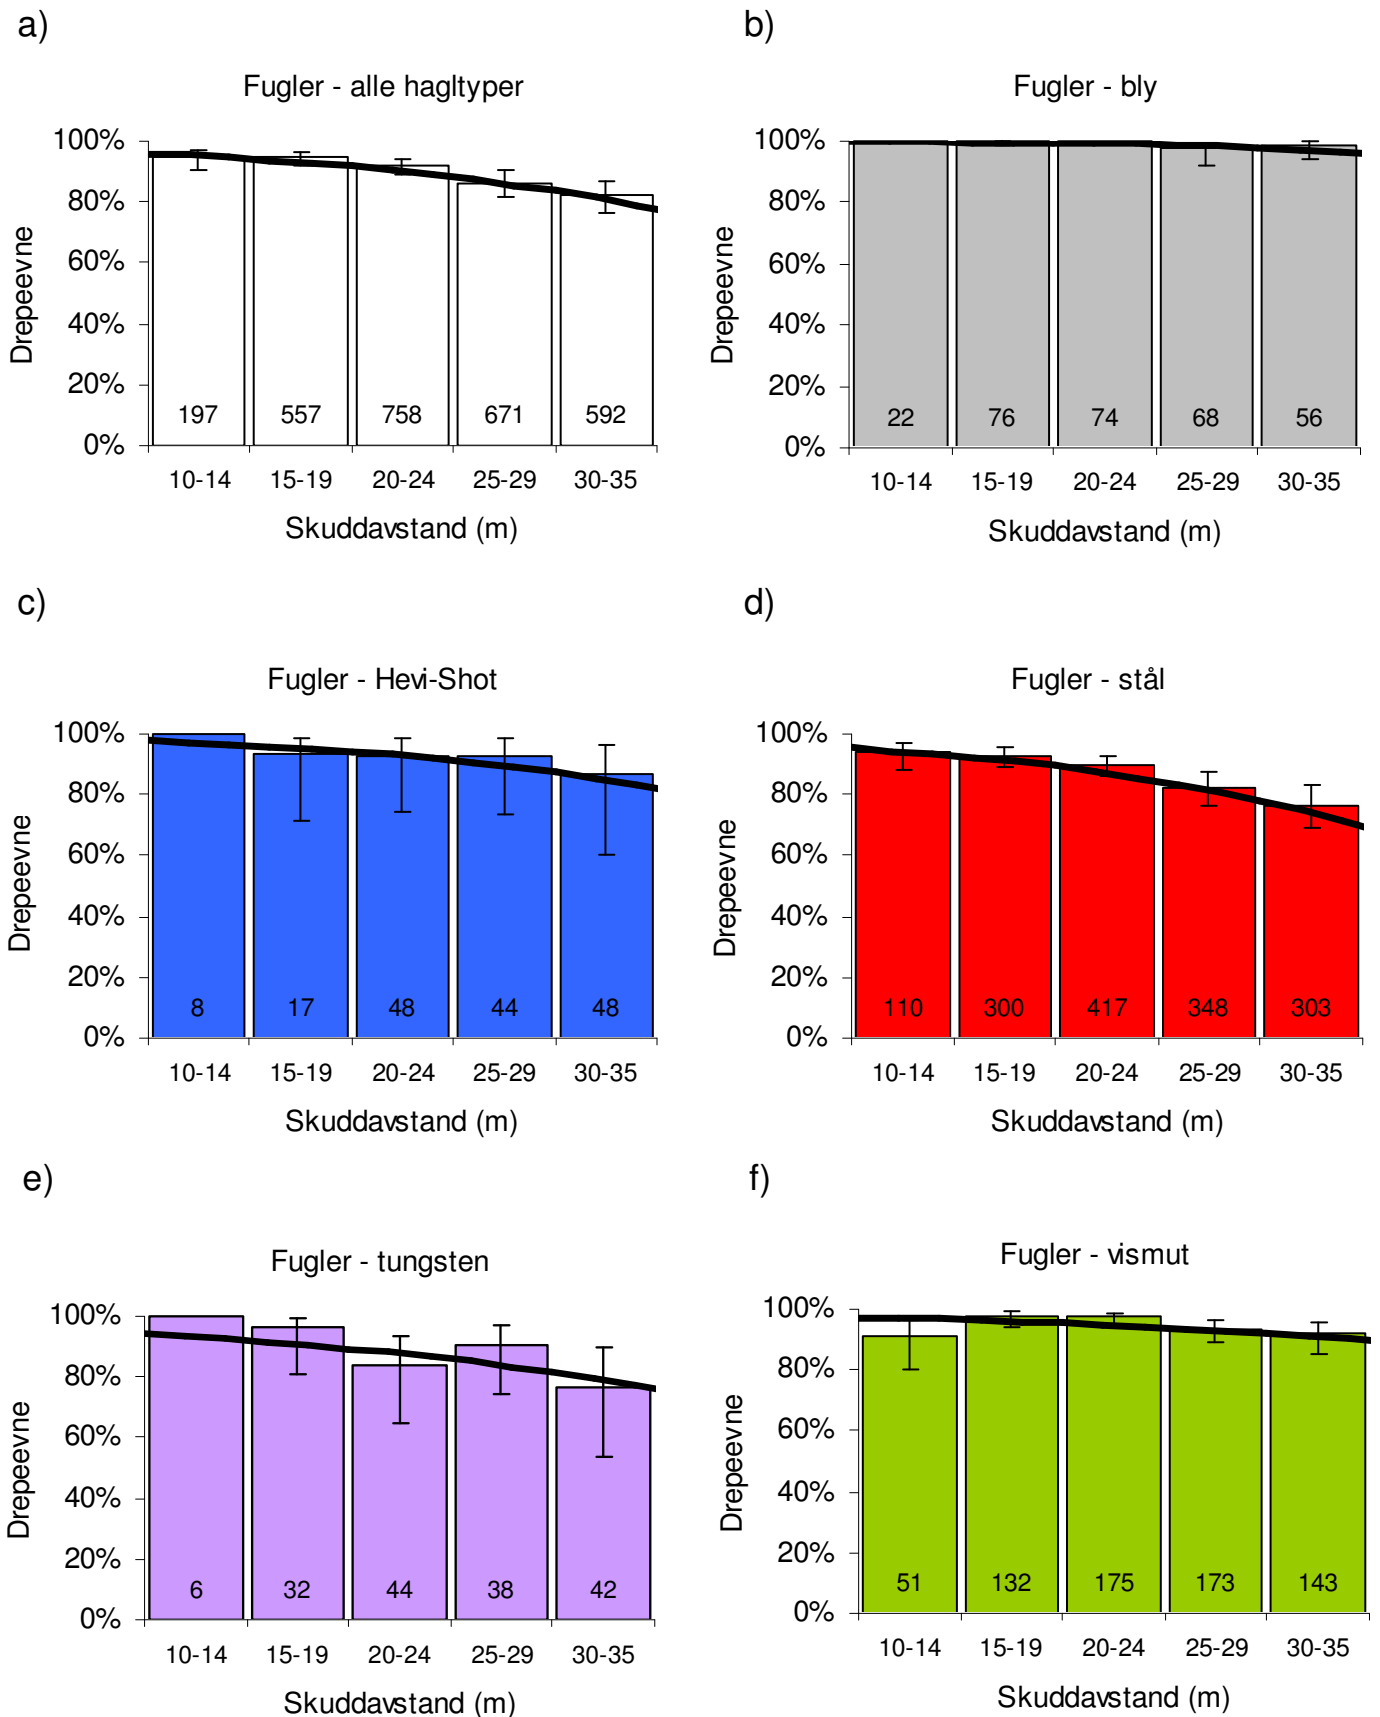 a)
Fugler - alle hagltyper
100%
80%
60%
40%
20%
0%
Drepeevne
197 557 758 671 592
10-14 15-19 20-24 25-29 30-35
Skuddavstand (m)
b)
Fugler - bly
100%
80%
60%
40%
20%
0%
Drepeevne
22 76 74 68 56
10-14 15-19 20-24 25-29 30-35
Skuddavstand (m)
c)
Fugler - Hevi-Shot
100%
80%
60%
40%
20%
0%
Drepeevne
8 17 48 44 48
10-14 15-19 20-24 25-29 30-35
Skuddavstand (m)
d)
Fugler - stål
100%
80%
60%
40%
20%
0%
Drepeevne
110 300 417 348 303
10-14 15-19 20-24 25-29 30-35
Skuddavstand (m)
e)
Fugler - tungsten
100%
80%
60%
40%
20%
0%
Drepeevne
6 32 44 38 42
10-14 15-19 20-24 25-29 30-35
Skuddavstand (m)
f)
Fugler - vismut
100%
80%
60%
40%
20%
0%
Drepeevne
51 132 175 173 143
10-14 15-19 20-24 25-29 30-35
Skuddavstand (m)